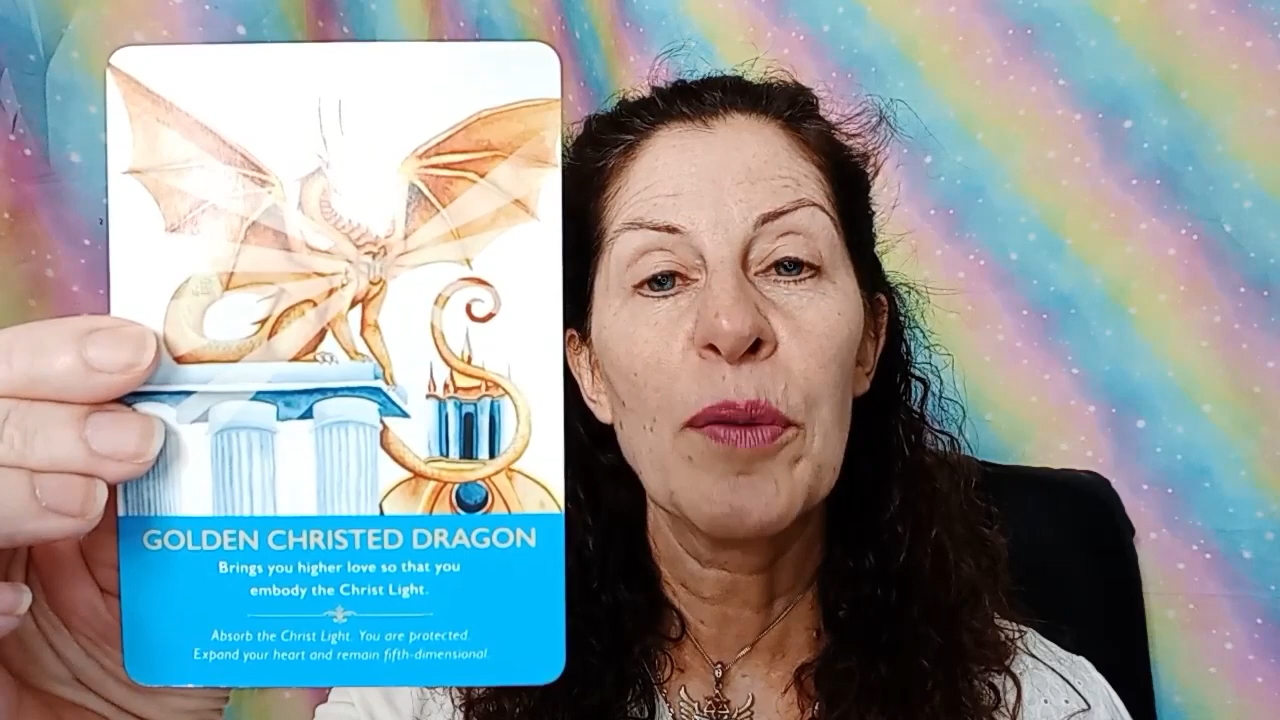 GOLDEN CHRISTED DRAGON
Brings you higher love so that you
embody the Christ Light.
Absorb the Christ Light. You are protected.
Expand your heart and remain fifth-dimensional.